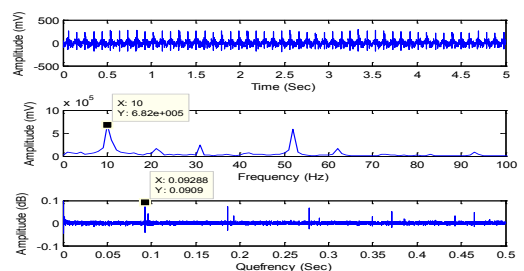 Amplitude (mV)
500
0
-500
0 0.5 1 1.5 2 2.5 3 3.5 4 4.5 5
Time (Sec)
Amplitude (mV)
x 10^5
10
5
0
X: 10
Y: 6.82e+005
0 10 20 30 40 50 60 70 80 90 100
Frequency (Hz)
Amplitude (dB)
0.1
0
-0.1
X: 0.09288
Y: 0.0909
0 0.05 0.1 0.15 0.2 0.25 0.3 0.35 0.4 0.45 0.5
Quefrency (Sec)